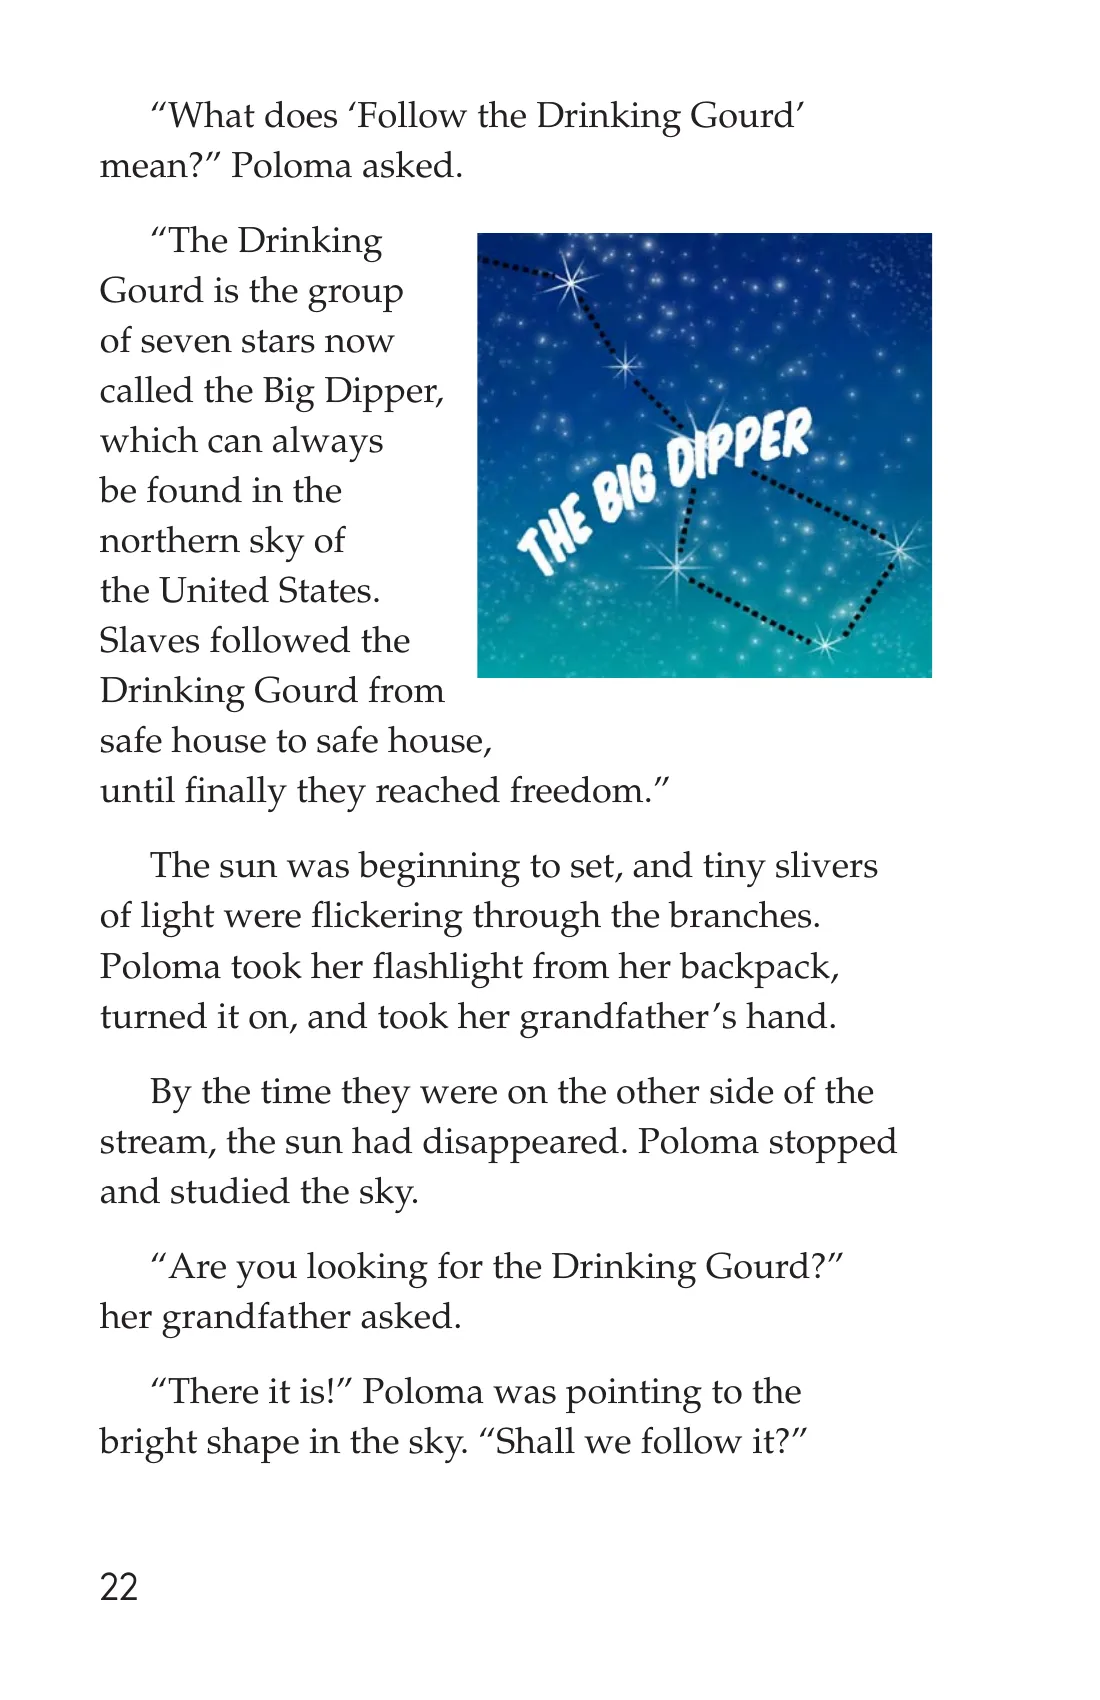 “What does ‘Follow the Drinking Gourd’
mean?” Poloma asked.
“The Drinking
Gourd is the group
of seven stars now
called the Big Dipper,
which can always
be found in the
northern sky of
the United States.
Slaves followed the
Drinking Gourd from
safe house to safe house,
until finally they reached freedom.”
THE BIG DIPPER
The sun was beginning to set, and tiny slivers
of light were flickering through the branches.
Poloma took her flashlight from her backpack,
turned it on, and took her grandfather’s hand.
By the time they were on the other side of the
stream, the sun had disappeared. Poloma stopped
and studied the sky.
“Are you looking for the Drinking Gourd?”
her grandfather asked.
“There it is!” Poloma was pointing to the
bright shape in the sky. “Shall we follow it?”
22